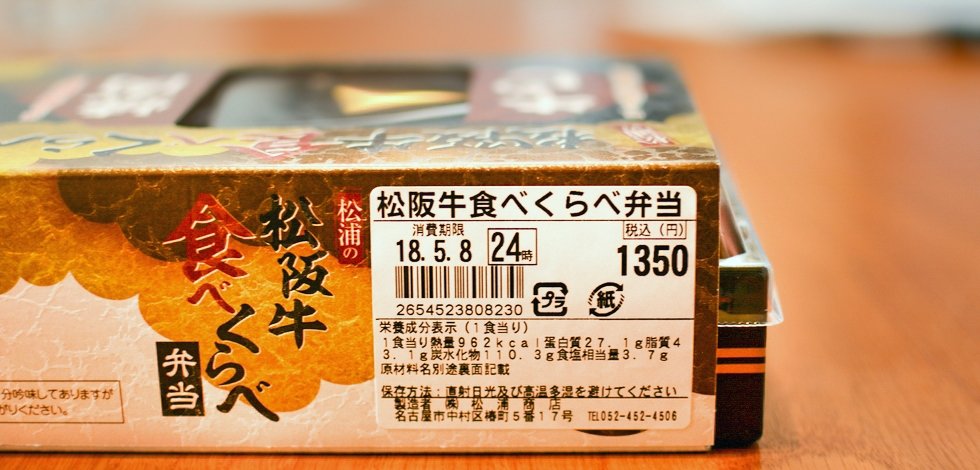 松浦の
松阪牛
食べくらべ
弁当
分吟味してありますが
がりください。
松阪牛食べくらべ弁当
消費期限
税込(円)
18.5.8 24時
1350
2654523808230
プラ
紙
栄養成分表示(1食当り)
1食当り熱量962kcal蛋白質27.1g脂質4
3.1g炭水化物110.3g食塩相当量3.7g
原材料名別途裏面記載
保存方法:直射日光及び高温多湿を避けてください
製造者 ㈱ 松 浦 商 店
名古屋市中村区椿町5番17号 TEL052-452-4506